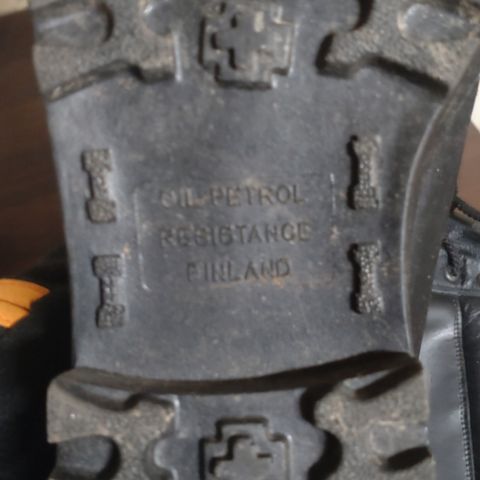 OIL-PETROL
RESISTANCE
FINLAND